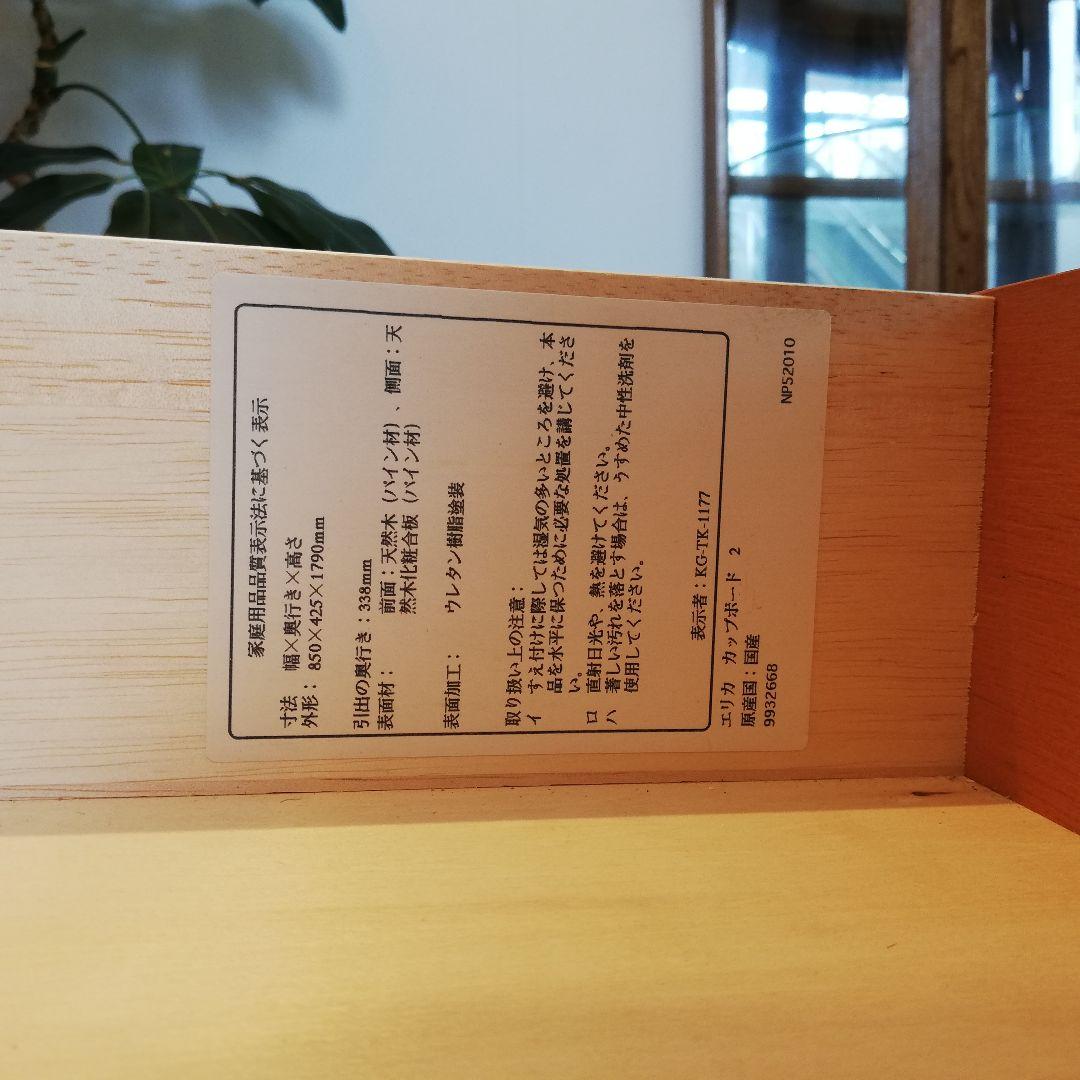 家庭用品品質表示法に基づく表示
寸法 幅×奥行き×高さ
外形： 850×425×1790mm
引出の奥行き：338mm
表面材： 前面：天然木（パイン材）、側面：天
然木化粧合板（パイン材）
表面加工： ウレタン樹脂塗装
取り扱い上の注意：
イ すえ付けに際しては湿気の多いところを避け、本
品を水平に保つために必要な処置を講じてくださ
い。
ロ 直射日光や、熱を避けてください。
ハ 著しい汚れを落とす場合は、うすめた中性洗剤を
使用してください。
表示者：KG-TK-1177
エリカ カップボード 2
原産国：国産
9932668
NP52010